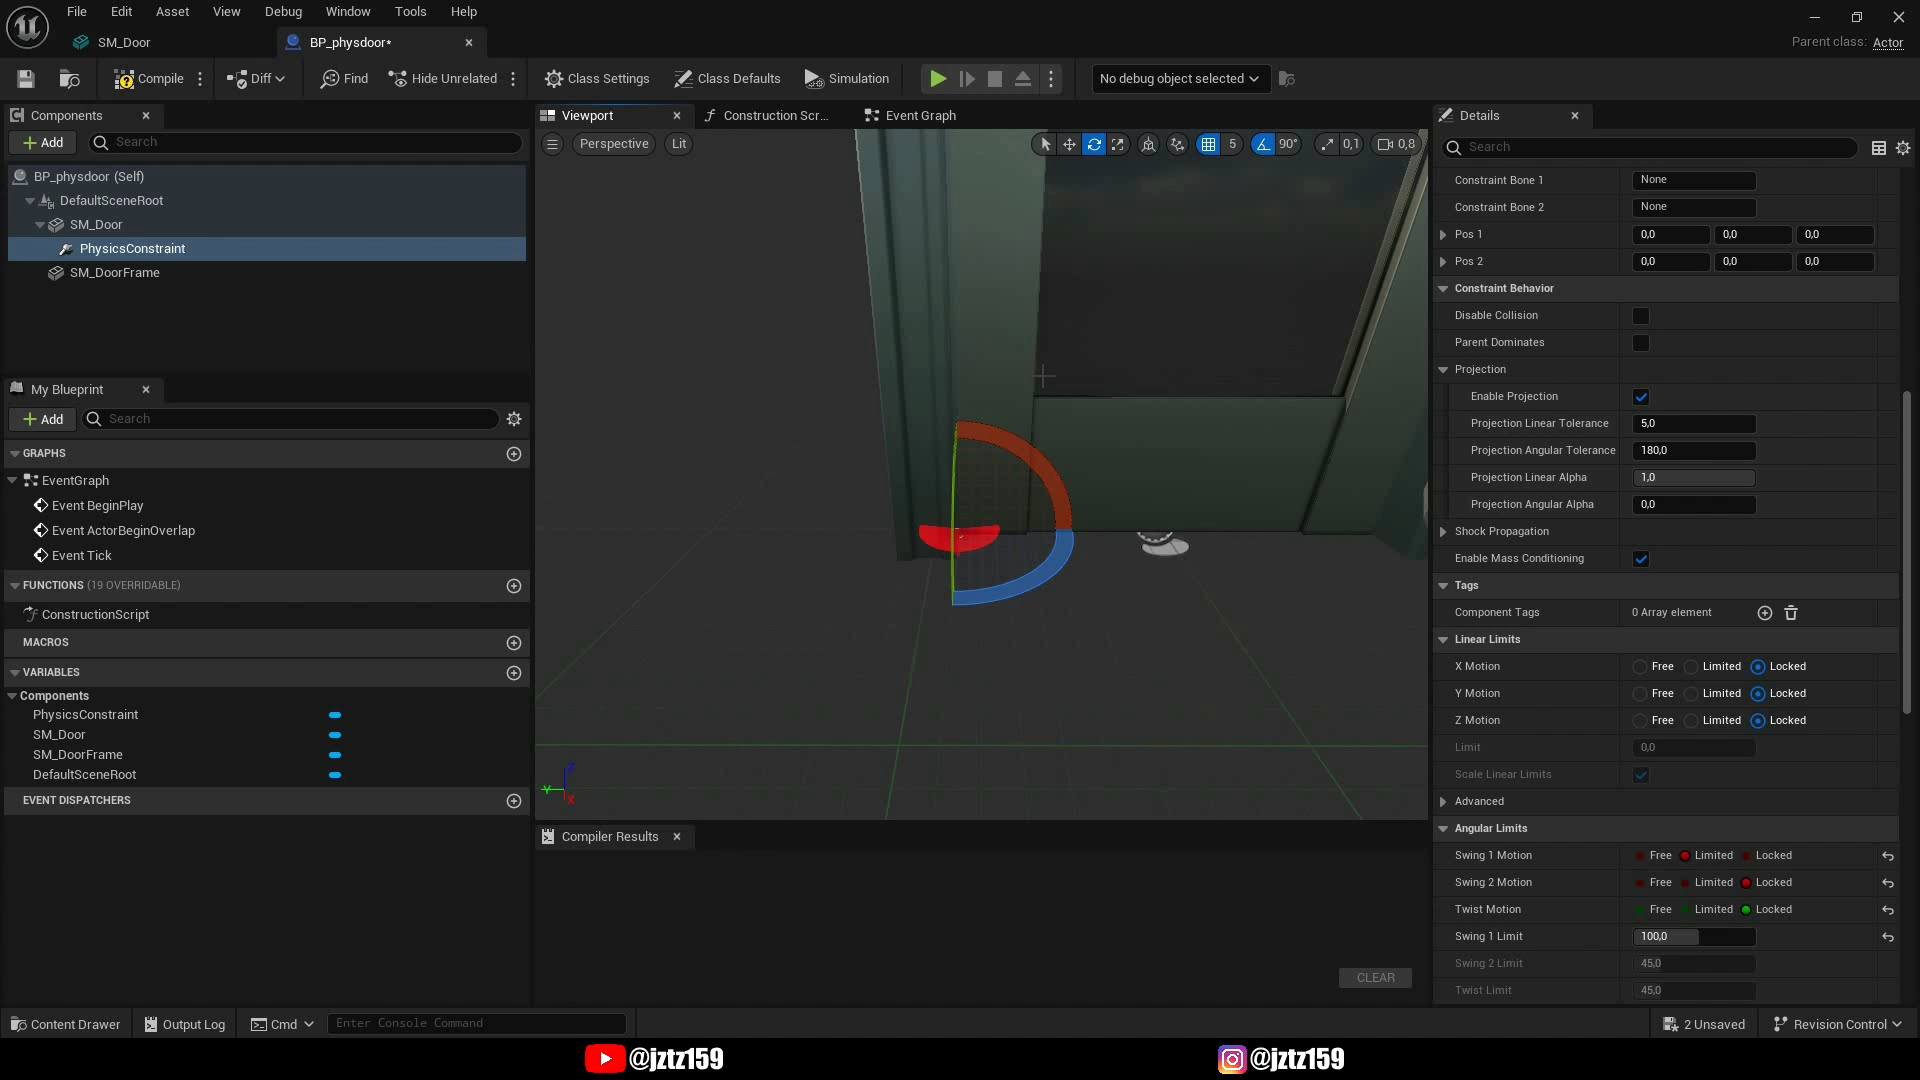 File Edit Asset View Debug Window Tools Help
SM_Door
BP_physdoor*
Parent class: Actor
Compile
Diff
Find
Hide Unrelated
Class Settings
Class Defaults
Simulation
No debug object selected
Components
Add
Search
BP_physdoor (Self)
DefaultSceneRoot
SM_Door
PhysicsConstraint
SM_DoorFrame
My Blueprint
Add
Search
GRAPHS
EventGraph
Event BeginPlay
Event ActorBeginOverlap
Event Tick
FUNCTIONS (19 OVERRIDABLE)
ConstructionScript
MACROS
VARIABLES
Components
PhysicsConstraint
SM_Door
SM_DoorFrame
DefaultSceneRoot
EVENT DISPATCHERS
Viewport
Construction Scr...
Event Graph
Perspective
Lit
5
90°
0,1
0,8
Z
Y
X
Compiler Results
CLEAR
Details
Search
Constraint Bone 1 None
Constraint Bone 2 None
Pos 1 0,0 0,0 0,0
Pos 2 0,0 0,0 0,0
Constraint Behavior
Disable Collision
Parent Dominates
Projection
Enable Projection
Projection Linear Tolerance 5,0
Projection Angular Tolerance 180,0
Projection Linear Alpha 1,0
Projection Angular Alpha 0,0
Shock Propagation
Enable Mass Conditioning
Tags
Component Tags 0 Array element
Linear Limits
X Motion Free Limited Locked
Y Motion Free Limited Locked
Z Motion Free Limited Locked
Limit 0,0
Scale Linear Limits
Advanced
Angular Limits
Swing 1 Motion Free Limited Locked
Swing 2 Motion Free Limited Locked
Twist Motion Free Limited Locked
Swing 1 Limit 100,0
Swing 2 Limit 45,0
Twist Limit 45,0
Content Drawer
Output Log
Cmd
Enter Console Command
2 Unsaved
Revision Control
@jztz159
@jztz159